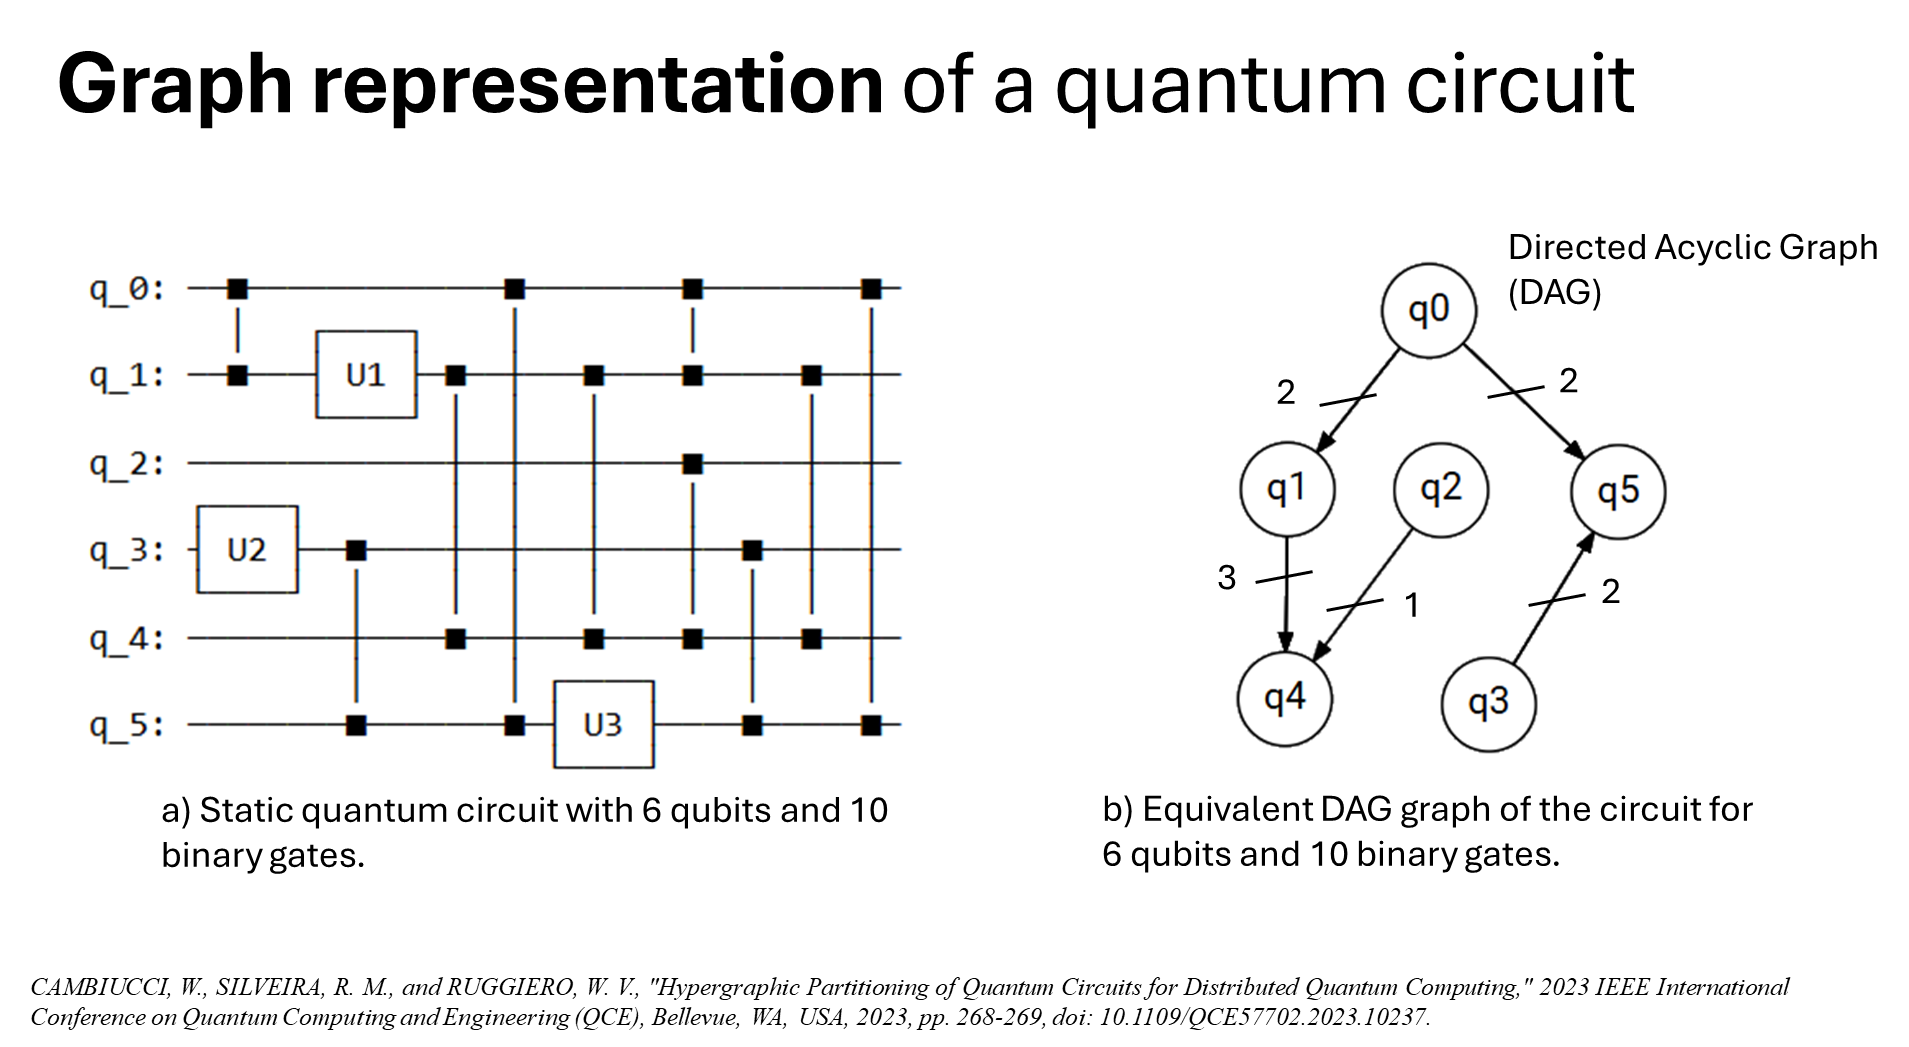 Graph representation of a quantum circuit
q_0:
q_1:
U1
q_2:
q_3:
U2
q_4:
q_5:
U3
a) Static quantum circuit with 6 qubits and 10
binary gates.
Directed Acyclic Graph
(DAG)
q0
2
2
q1
q2
q5
3
1
2
q4
q3
b) Equivalent DAG graph of the circuit for
6 qubits and 10 binary gates.
CAMBIUCCI, W., SILVEIRA, R. M., and RUGGIERO, W. V., "Hypergraphic Partitioning of Quantum Circuits for Distributed Quantum Computing," 2023 IEEE International
Conference on Quantum Computing and Engineering (QCE), Bellevue, WA, USA, 2023, pp. 268-269, doi: 10.1109/QCE57702.2023.10237.